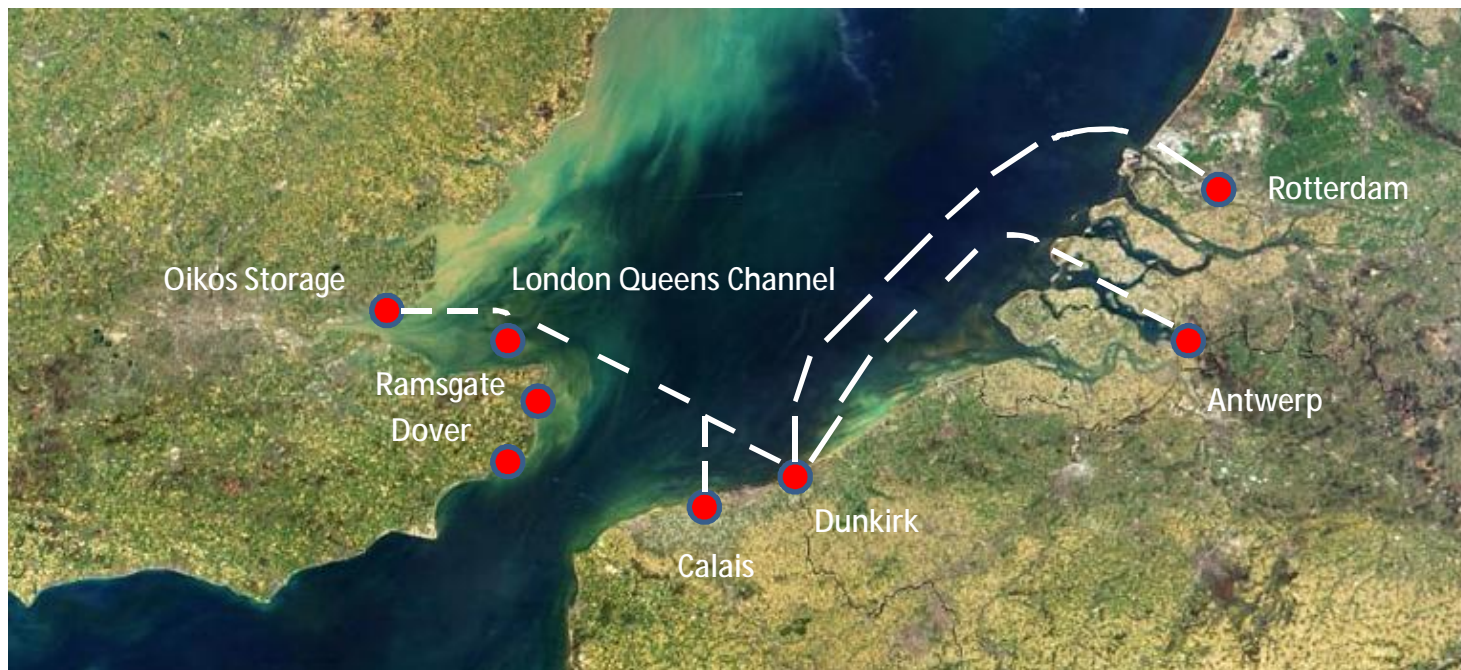 Rotterdam
Oikos Storage
London Queens Channel
Ramsgate
Antwerp
Dover
Dunkirk
Calais